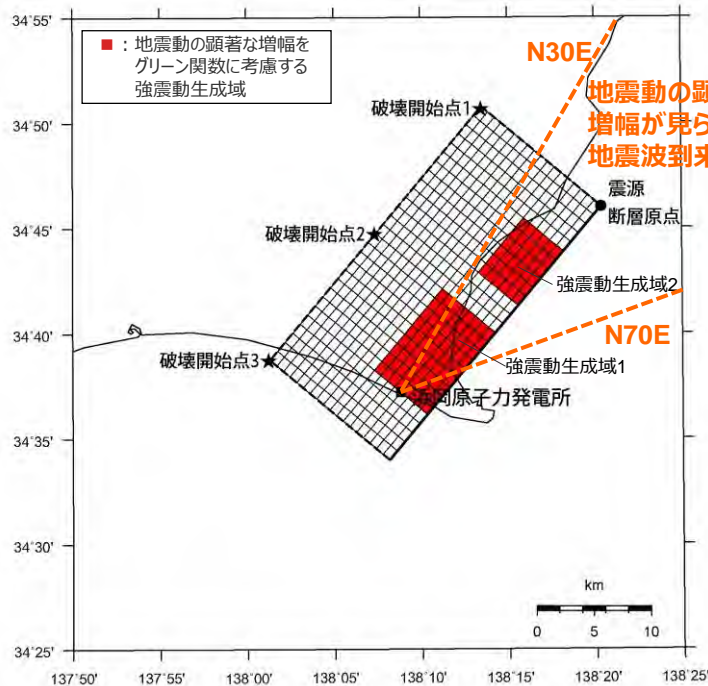 34°55'
■ : 地震動の顕著な増幅を
グリーン関数に考慮する
強震動生成域
N30E
地震動の顕
増幅が見ら
地震波到来
34°50'
破壊開始点1
震源
断層原点
34°45'
破壊開始点2
強震動生成域2
N70E
34°40'
破壊開始点3
強震動生成域1
岡原子力発電所
34°35'
34°30'
km
0 5 10
34°25'
137°50' 137°55' 138°00' 138°05' 138°10' 138°15' 138°20' 138°25'